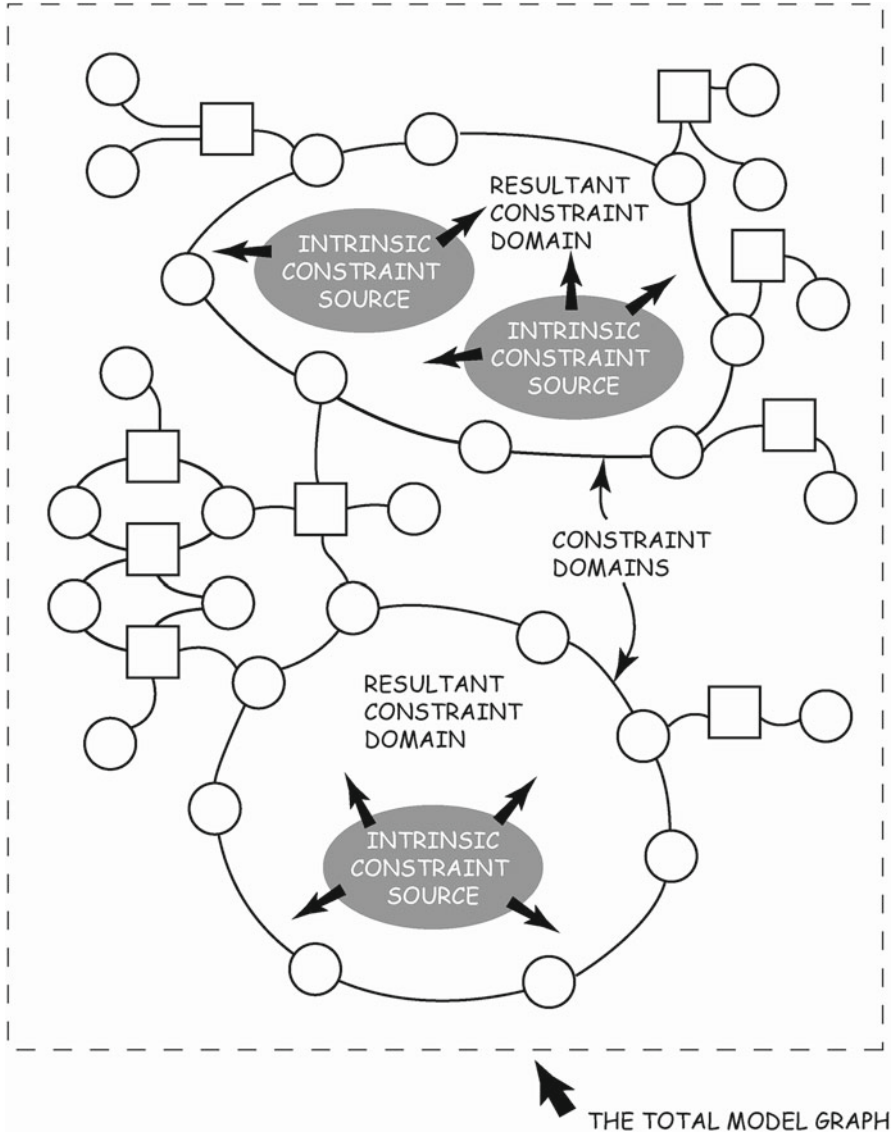 RESULTANT
CONSTRAINT
DOMAIN
INTRINSIC
CONSTRAINT
SOURCE
INTRINSIC
CONSTRAINT
SOURCE
CONSTRAINT
DOMAINS
RESULTANT
CONSTRAINT
DOMAIN
INTRINSIC
CONSTRAINT
SOURCE
THE TOTAL MODEL GRAPH